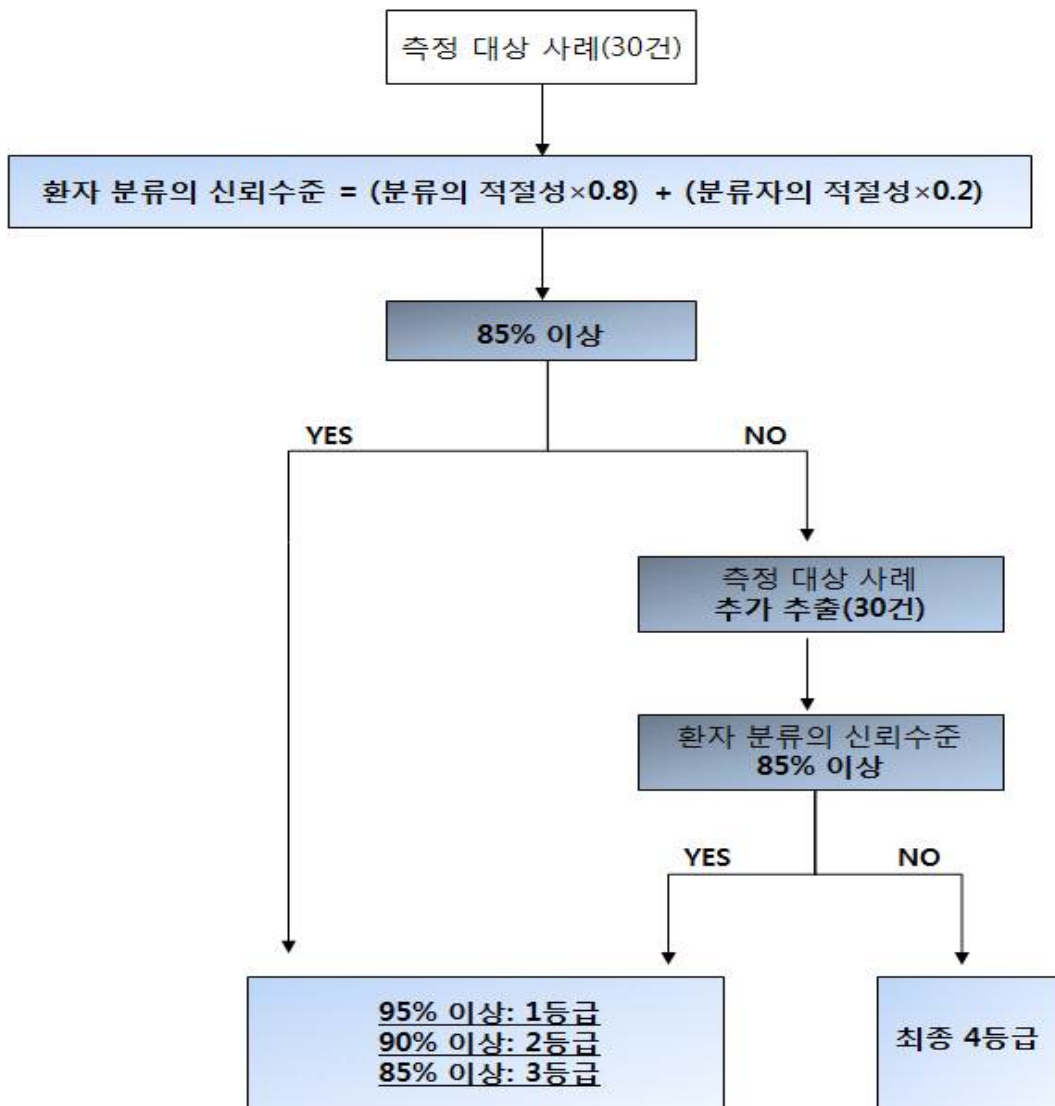 측정 대상 사례(30건)
환자 분류의 신뢰수준 = (분류의 적절성×0.8) + (분류자의 적절성×0.2)
85% 이상
YES
NO
측정 대상 사례
추가 추출(30건)
환자 분류의 신뢰수준
85% 이상
YES
NO
95% 이상: 1등급
90% 이상: 2등급
85% 이상: 3등급
최종 4등급